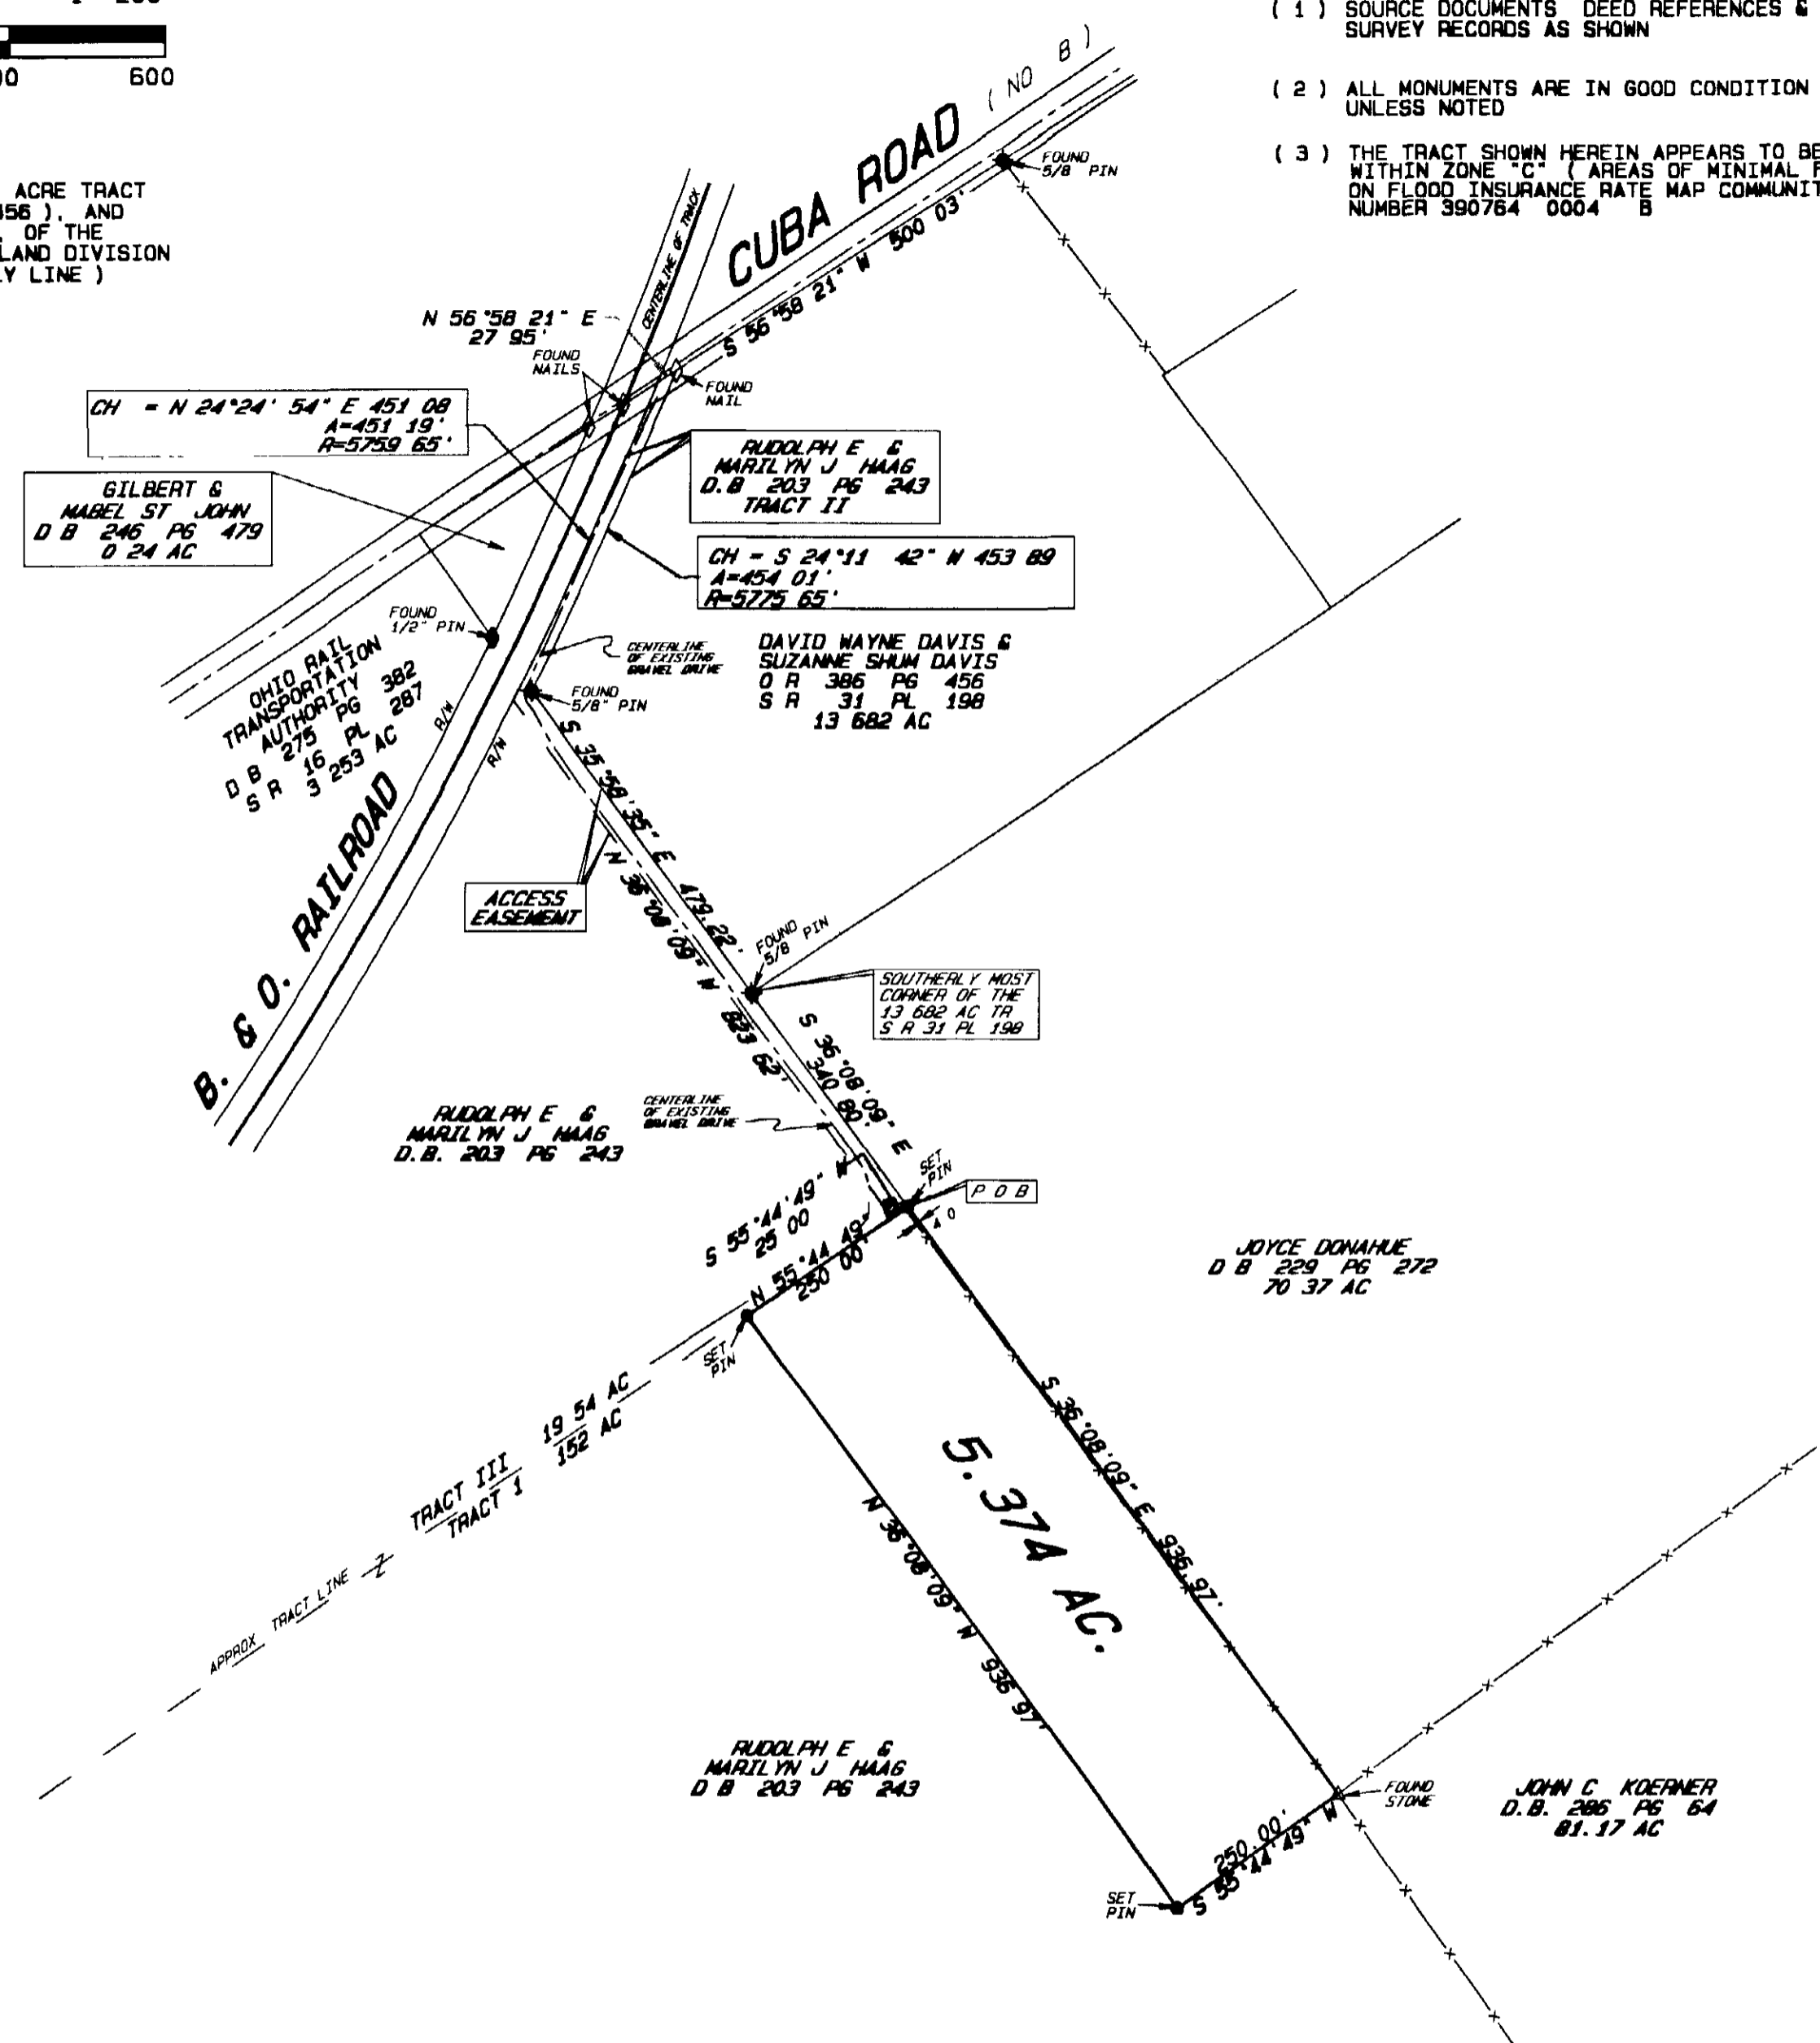 600
( 1 ) SOURCE DOCUMENTS DEED REFERENCES &
SURVEY RECORDS AS SHOWN
( 2 ) ALL MONUMENTS ARE IN GOOD CONDITION
UNLESS NOTED
( 3 ) THE TRACT SHOWN HEREIN APPEARS TO BE
WITHIN ZONE "C" ( AREAS OF MINIMAL
ON FLOOD INSURANCE RATE MAP
NUMBER 390764 0004 B
ACRE TRACT
456 ), AND
OF THE
LAND DIVISION
LY LINE )
CUBA ROAD
( NO 8 )
FOUND
5/8" PIN
S 56°58 21" W 500 03'
CENTERLINE OF TRACK
N 56°58 21" E
27 95'
FOUND
NAILS
FOUND
NAIL
CH = N 24°24' 54" E 451 08
A=451 19'
R=5759 65'
RUDOLPH E &
MARILYN J HAAG
D.B 203 PG 243
TRACT II
GILBERT &
MABEL ST JOHN
D B 246 PG 479
0 24 AC
CH = S 24°11 42" W 453 89
A=454 01'
R=5775 65'
FOUND
1/2" PIN
CENTERLINE
OF EXISTING
GRAVEL DRIVE
DAVID WAYNE DAVIS &
SUZANNE SHUM DAVIS
O R 386 PG 456
S R 31 PL 198
13 682 AC
OHIO RAIL
TRANSPORTATION
AUTHORITY
D B 275 PG 382
S R 16 PL 287
3 253 AC
R/W
R/W
FOUND
5/8" PIN
B. & O. RAILROAD
S 35°58'35" E 479.22'
N 36°08'09" W 823 62'
ACCESS
EASEMENT
FOUND
5/8 PIN
SOUTHERLY MOST
CORNER OF THE
13 682 AC TR
S R 31 PL 198
S 36°08'09" E
340 80'
CENTERLINE
OF EXISTING
GRAVEL DRIVE
RUDOLPH E &
MARILYN J HAAG
D.B. 203 PG 243
SET
PIN
P O B
4 0
S 55°44'49" W
25 00
N 55°44 49"
250 00'
JOYCE DONAHUE
D B 229 PG 272
70 37 AC
SET
PIN
TRACT III 19 54 AC
TRACT 1 152 AC
APPROX TRACT LINE
S 36°08'09" E 936.97'
5.374 AC.
N 36°08'09" W 936 97'
RUDOLPH E &
MARILYN J HAAG
D B 203 PG 243
FOUND
STONE
JOHN C KOERNER
D.B. 286 PG 64
81.17 AC
250.00'
S 55°44'49" W
SET
PIN